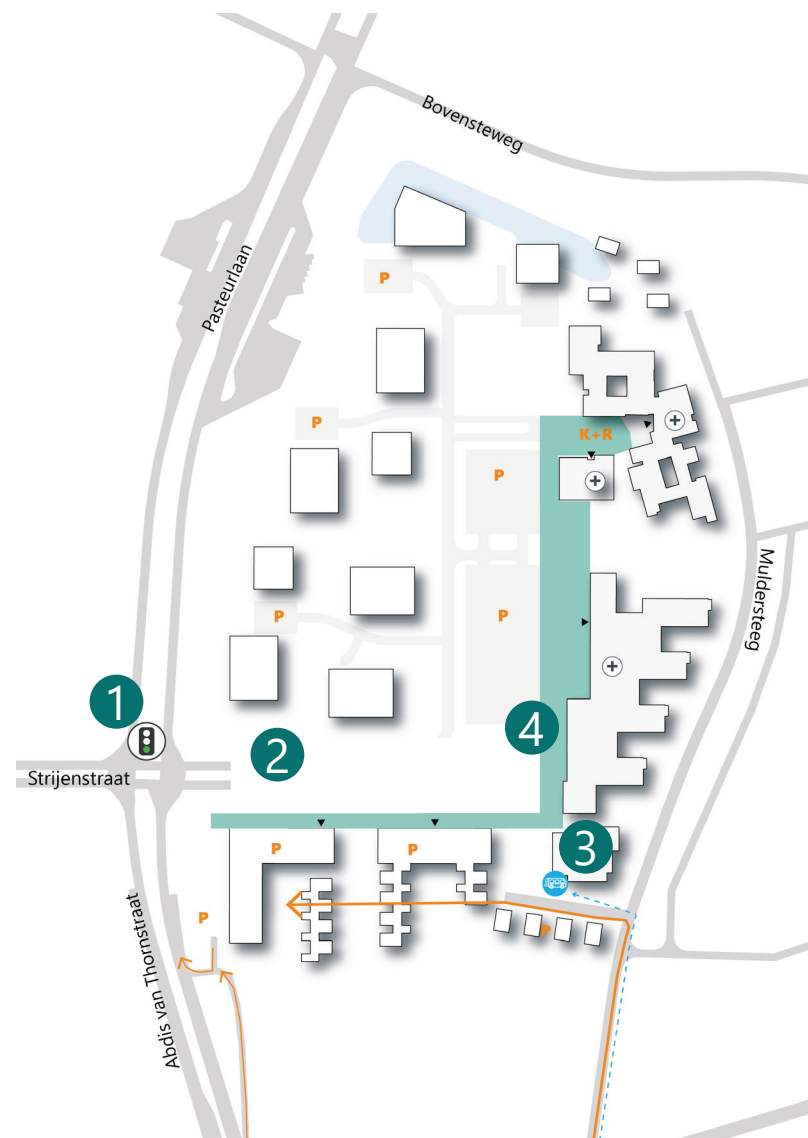 Bovensteweg
Pasteurlaan
P
P
K+R
P
P
P
Muldersteeg
1
2
4
Strijenstraat
3
P
P
P
P
Abdis van Thornstraat